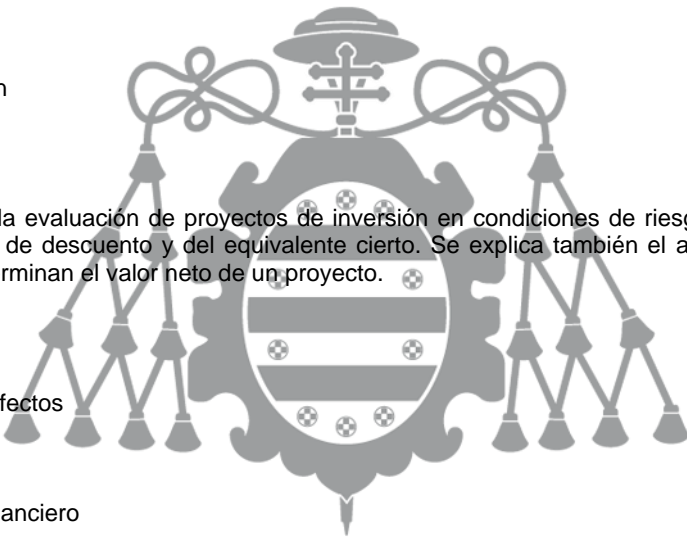 n
la evaluación de proyectos de inversión en condiciones de riesg
de descuento y del equivalente cierto. Se explica también el a
rminan el valor neto de un proyecto.
fectos
anciero